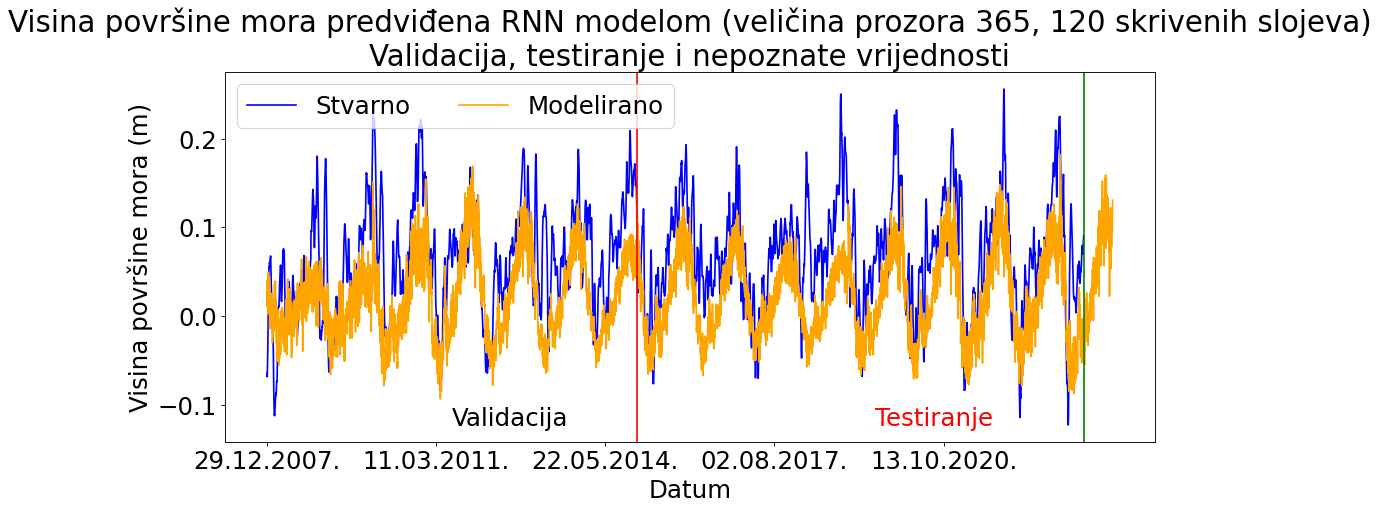 Visina površine mora predviđena RNN modelom (veličina prozora 365, 120 skrivenih slojeva)
Validacija, testiranje i nepoznate vrijednosti
Stvarno
Modelirano
Visina površine mora (m)
0.2
0.1
0.0
−0.1
Validacija
Testiranje
29.12.2007.
11.03.2011.
22.05.2014.
02.08.2017.
13.10.2020.
Datum